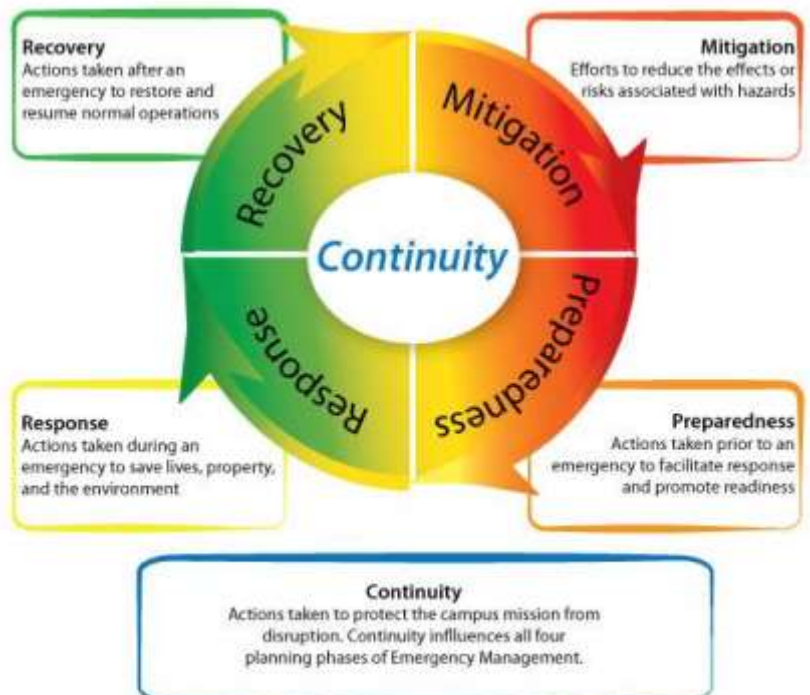 Recovery
Actions taken after an
emergency to restore and
resume normal operations
Mitigation
Efforts to reduce the effects or
risks associated with hazards
Recovery
Mitigation
Continuity
Response
Preparedness
Response
Actions taken during an
emergency to save lives, property,
and the environment
Preparedness
Actions taken prior to an
emergency to facilitate response
and promote readiness
Continuity
Actions taken to protect the campus mission from
disruption. Continuity inflluences all four
planning phases of Emergency Management.